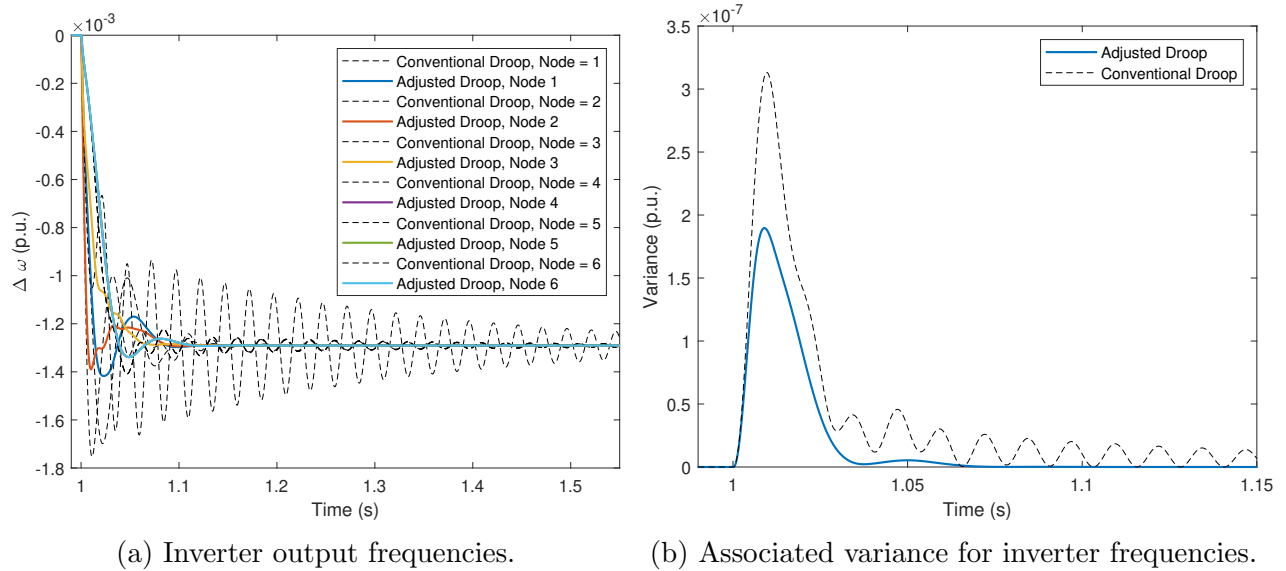 ×10⁻³
0
-0.2
-0.4
-0.6
-0.8
-1
-1.2
-1.4
-1.6
-1.8
Δ ω (p.u.)
1
1.1
1.2
1.3
1.4
1.5
Time (s)
Conventional Droop, Node = 1
Adjusted Droop, Node 1
Conventional Droop, Node = 2
Adjusted Droop, Node 2
Conventional Droop, Node = 3
Adjusted Droop, Node 3
Conventional Droop, Node = 4
Adjusted Droop, Node 4
Conventional Droop, Node = 5
Adjusted Droop, Node 5
Conventional Droop, Node = 6
Adjusted Droop, Node 6
(a) Inverter output frequencies.
×10⁻⁷
3.5
3
2.5
2
1.5
1
0.5
0
Variance (p.u.)
1
1.05
1.1
1.15
Time (s)
Adjusted Droop
Conventional Droop
(b) Associated variance for inverter frequencies.